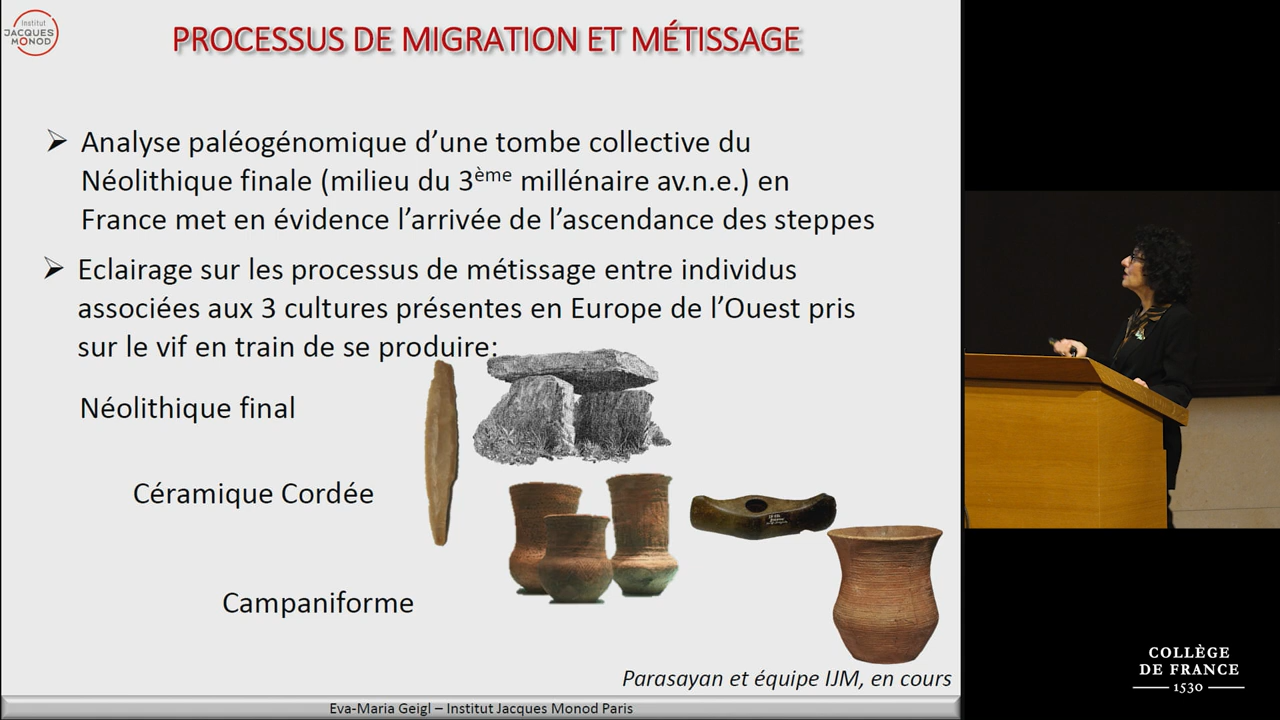 Institut
JACQUES
MONOD
PROCESSUS DE MIGRATION ET MÉTISSAGE
➢ Analyse paléogénomique d’une tombe collective du
Néolithique finale (milieu du 3ème millénaire av.n.e.) en
France met en évidence l’arrivée de l’ascendance des steppes
➢ Eclairage sur les processus de métissage entre individus
associées aux 3 cultures présentes en Europe de l’Ouest pris
sur le vif en train de se produire:
Néolithique final
Céramique Cordée
Campaniforme
Parasayan et équipe IJM, en cours
Eva-Maria Geigl – Institut Jacques Monod Paris
COLLÈGE
DE FRANCE
1530